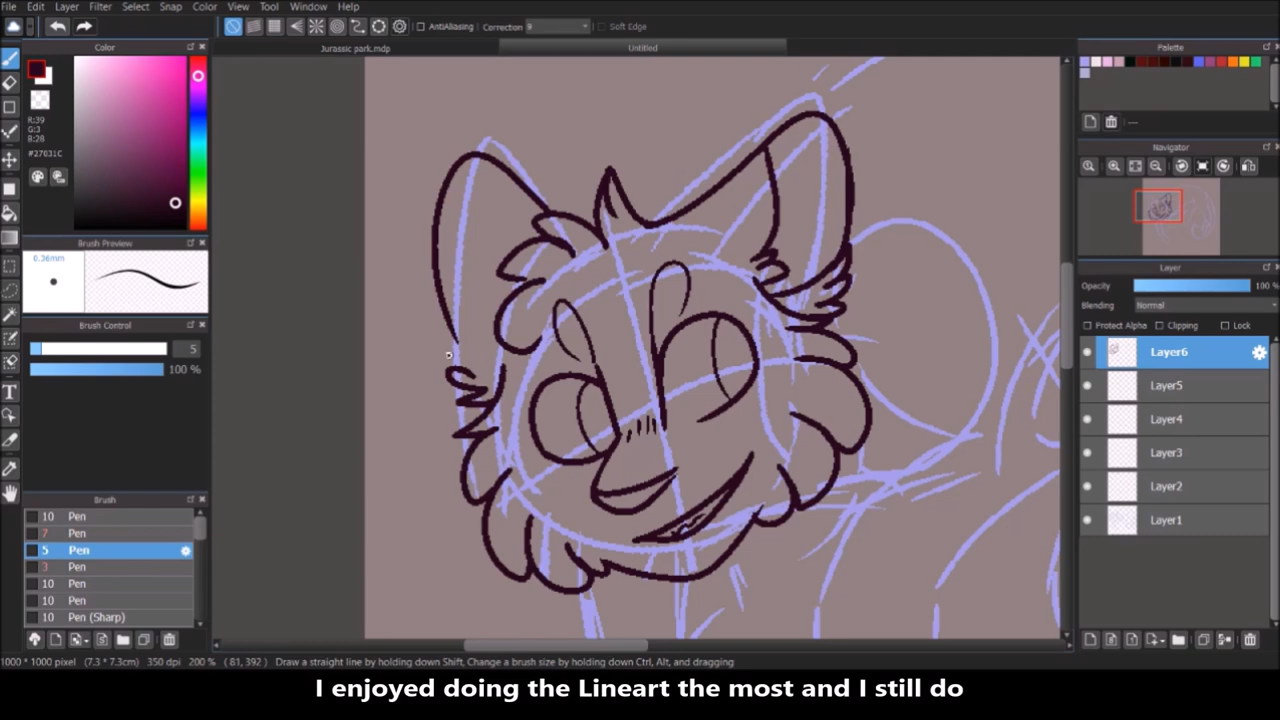 File Edit Layer Filter Select Snap Color View Tool Window Help
AntiAliasing Correction 9 Soft Edge
Color
Jurassic park.mdp Untitled
Palette
R:39
G:3
B:28
#27031C
---
Navigator
Brush Preview
0.36mm
Layer
Opacity 100 %
Blending Normal
Protect Alpha Clipping Lock
Brush Control
5
100 %
Layer6
Layer5
Layer4
Layer3
Layer2
Layer1
Brush
10 Pen
7 Pen
5 Pen
3 Pen
10 Pen
10 Pen
10 Pen (Sharp)
1000 * 1000 pixel (7.3 * 7.3cm) 350 dpi 200 % ( 81, 392 ) Draw a straight line by holding down Shift, Change a brush size by holding down Ctrl, Alt, and dragging
I enjoyed doing the Lineart the most and I still do